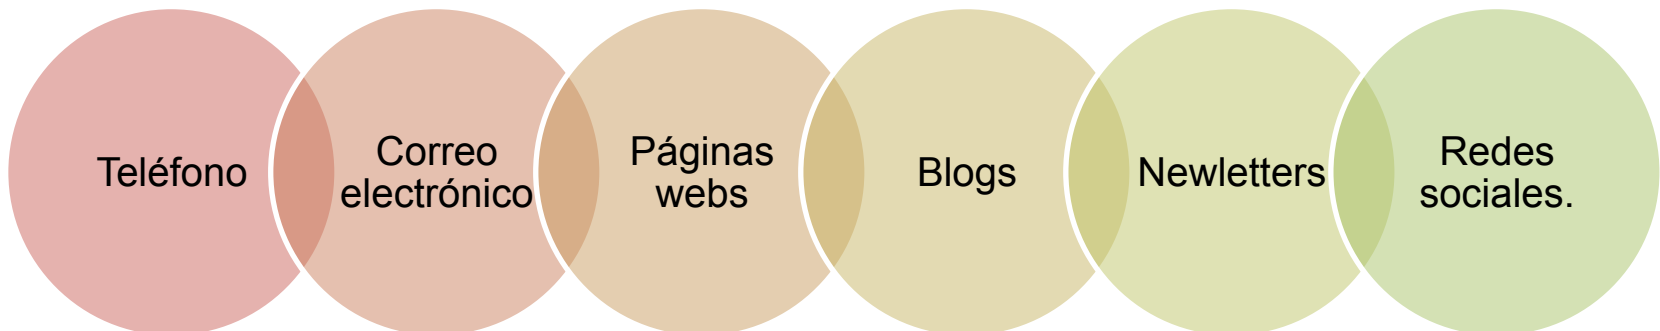 Teléfono
Correo
electrónico
Páginas
webs
Blogs
Newletters
Redes
sociales.